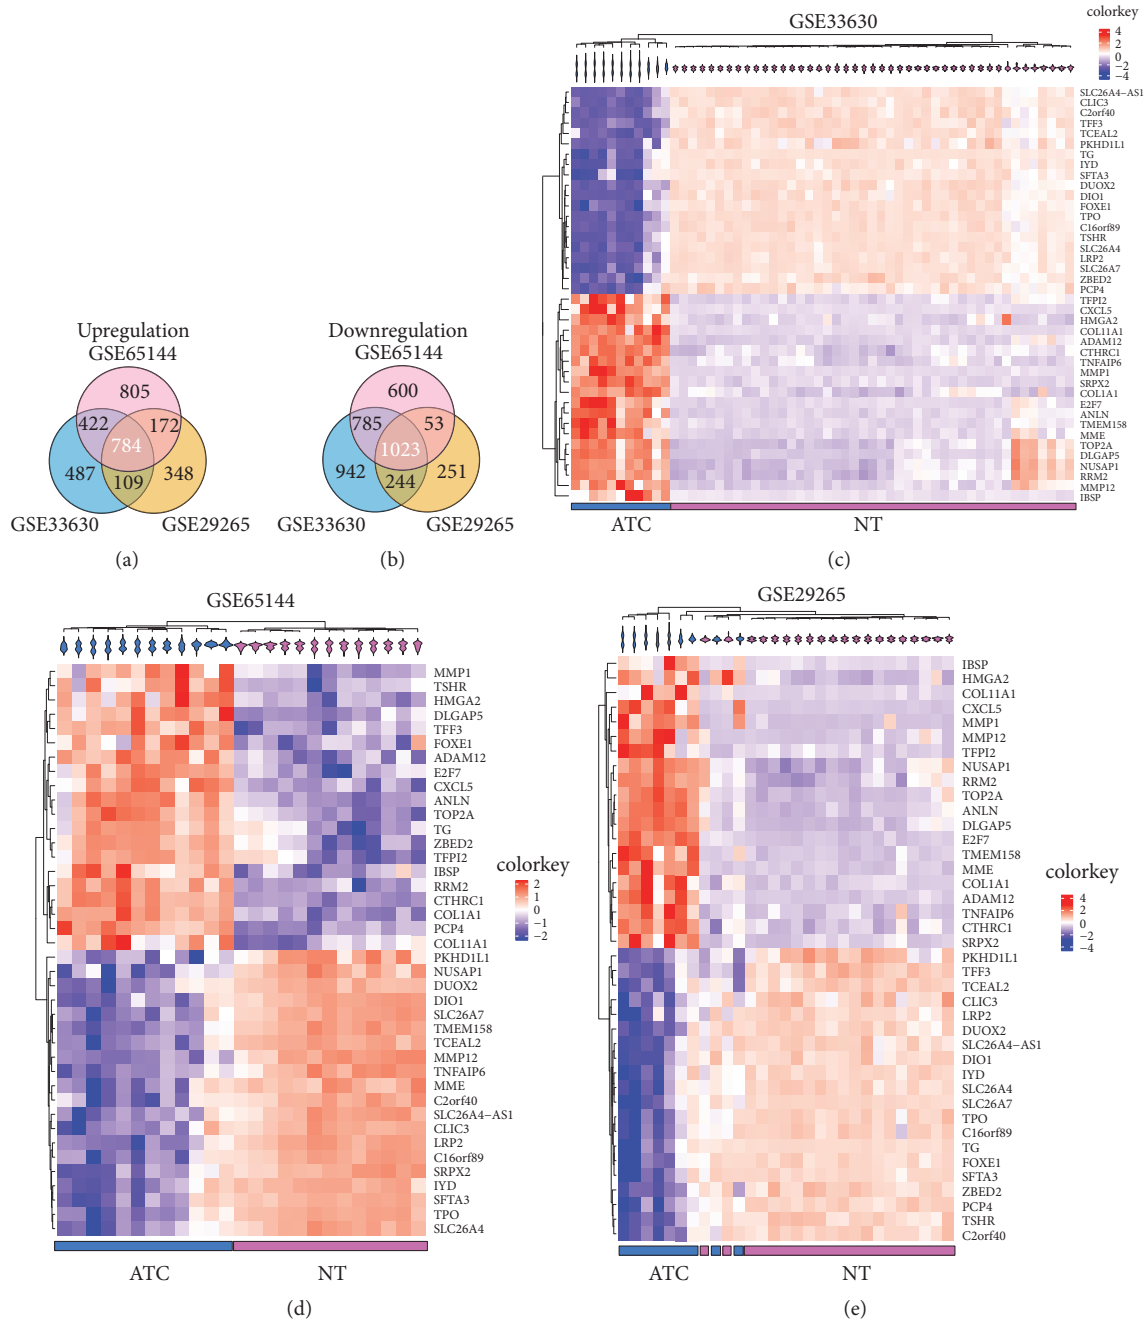 GSE33630
colorkey
4
2
0
−2
−4
SLC26A4−AS1
CLIC3
C2orf40
TFF3
TCEAL2
PKHD1L1
TG
IYD
SFTA3
DUOX2
DIO1
FOXE1
TPO
C16orf89
TSHR
SLC26A4
LRP2
SLC26A7
ZBED2
PCP4
TFPI2
CXCL5
HMGA2
COL11A1
ADAM12
CTHRC1
TNFAIP6
MMP1
SRPX2
COL1A1
E2F7
ANLN
TMEM158
MME
TOP2A
DLGAP5
NUSAP1
RRM2
MMP12
IBSP
ATC NT
(c)
Upregulation
GSE65144
805
422 172
784
487 348
109
GSE33630 GSE29265
(a)
Downregulation
GSE65144
600
785 53
1023
942 251
244
GSE33630 GSE29265
(b)
GSE65144
MMP1
TSHR
HMGA2
DLGAP5
TFF3
FOXE1
ADAM12
E2F7
CXCL5
ANLN
TOP2A
TG
ZBED2
TFPI2
IBSP
RRM2
CTHRC1
COL1A1
PCP4
COL11A1
PKHD1L1
NUSAP1
DUOX2
DIO1
SLC26A7
TMEM158
TCEAL2
MMP12
TNFAIP6
MME
C2orf40
SLC26A4−AS1
CLIC3
LRP2
C16orf89
SRPX2
IYD
SFTA3
TPO
SLC26A4
colorkey
2
1
0
−1
−2
ATC NT
(d)
GSE29265
IBSP
HMGA2
COL11A1
CXCL5
MMP1
MMP12
TFPI2
NUSAP1
RRM2
TOP2A
ANLN
DLGAP5
E2F7
TMEM158
MME
COL1A1
ADAM12
TNFAIP6
CTHRC1
SRPX2
PKHD1L1
TFF3
TCEAL2
CLIC3
LRP2
DUOX2
SLC26A4−AS1
DIO1
IYD
SLC26A4
SLC26A7
TPO
C16orf89
TG
FOXE1
SFTA3
ZBED2
PCP4
TSHR
C2orf40
colorkey
4
2
0
−2
−4
ATC NT
(e)